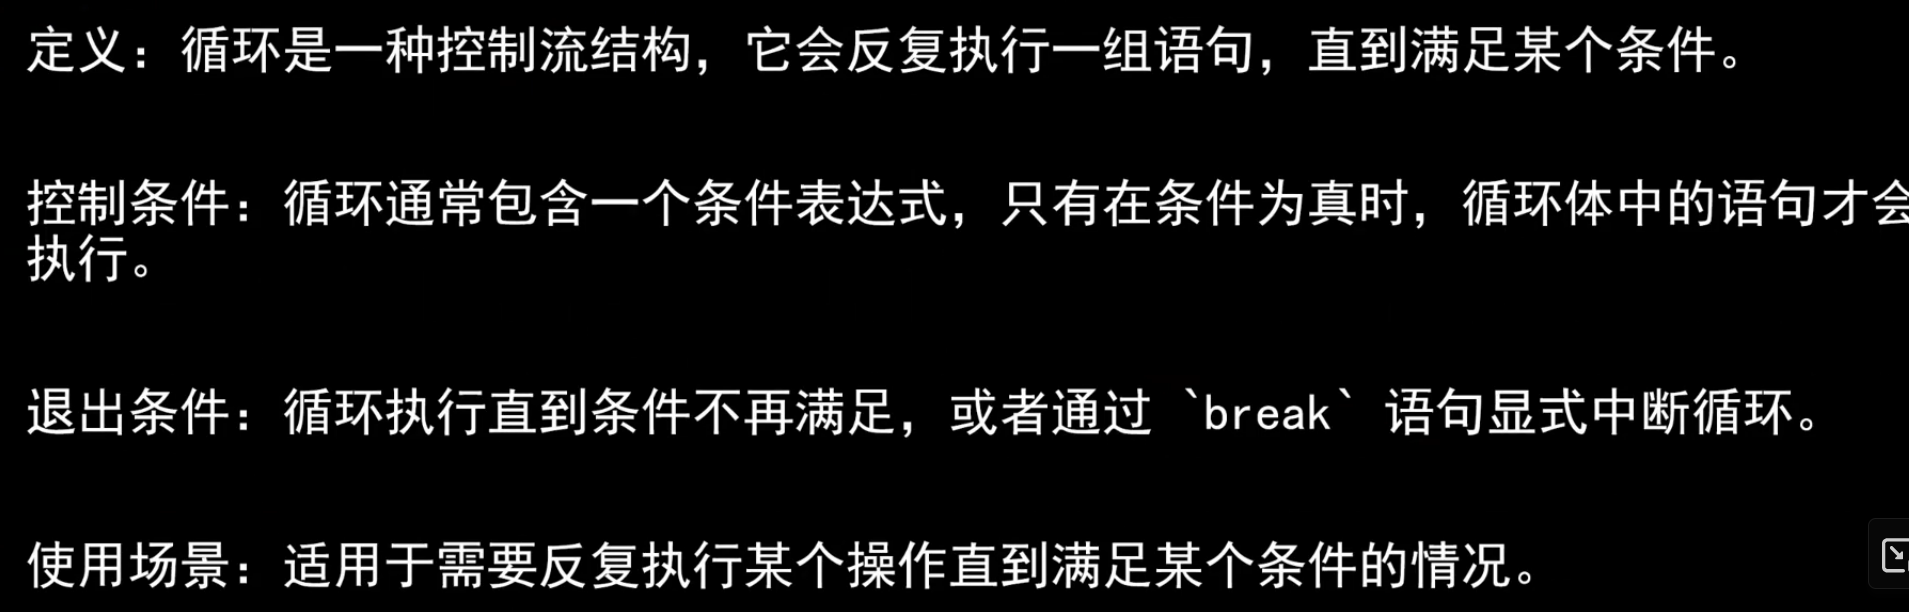 定义：循环是一种控制流结构，它会反复执行一组语句，直到满足某个条件。
控制条件：循环通常包含一个条件表达式，只有在条件为真时，循环体中的语句才会
执行。
退出条件：循环执行直到条件不再满足，或者通过 `break` 语句显式中断循环。
使用场景：适用于需要反复执行某个操作直到满足某个条件的情况。